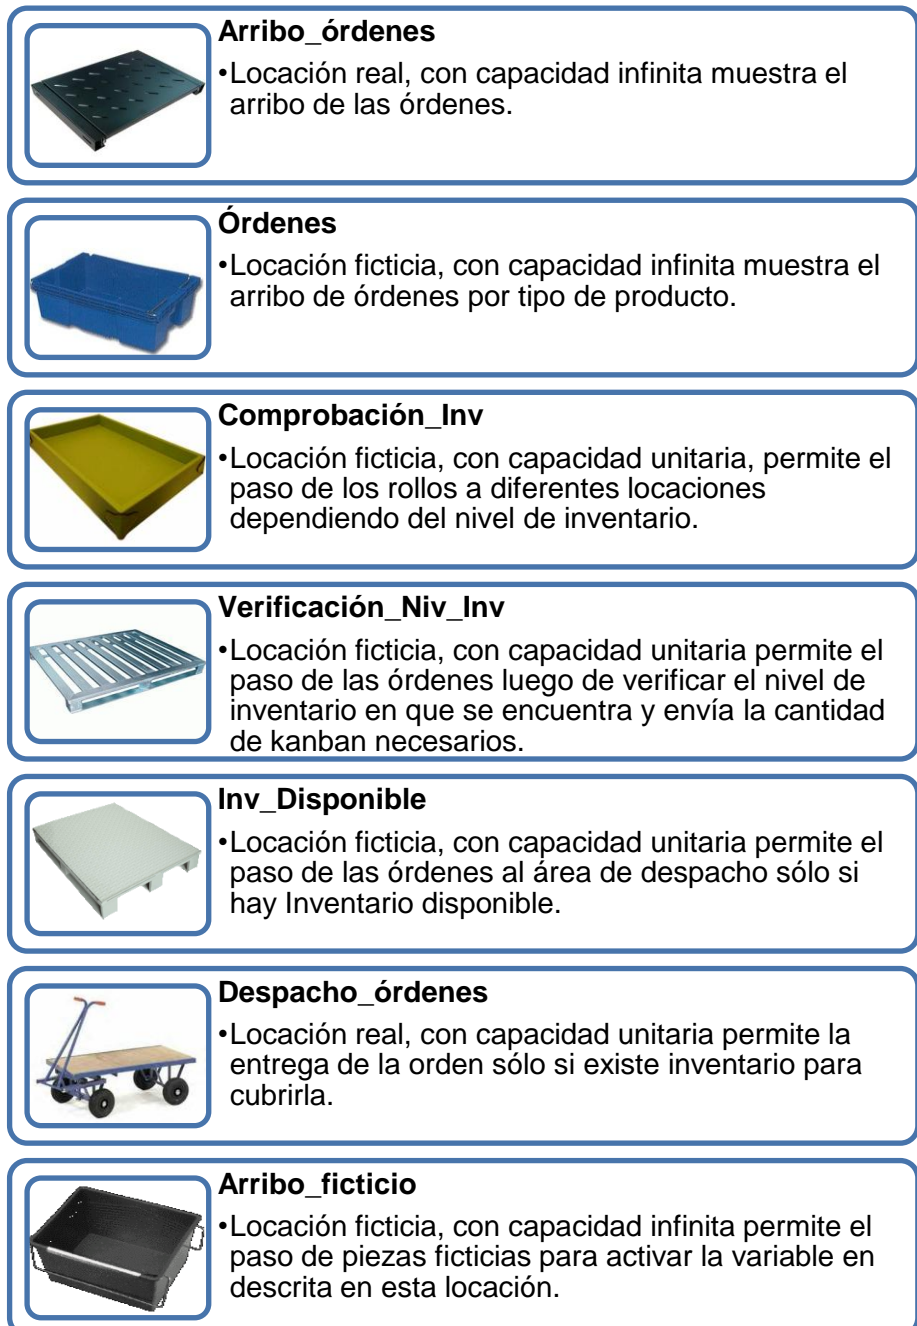 Arribo_órdenes
•Locación real, con capacidad infinita muestra el
arribo de las órdenes.
Órdenes
•Locación ficticia, con capacidad infinita muestra el
arribo de órdenes por tipo de producto.
Comprobación_Inv
•Locación ficticia, con capacidad unitaria, permite el
paso de los rollos a diferentes locaciones
dependiendo del nivel de inventario.
Verificación_Niv_Inv
•Locación ficticia, con capacidad unitaria permite el
paso de las órdenes luego de verificar el nivel de
inventario en que se encuentra y envía la cantidad
de kanban necesarios.
Inv_Disponible
•Locación ficticia, con capacidad unitaria permite el
paso de las órdenes al área de despacho sólo si
hay Inventario disponible.
Despacho_órdenes
•Locación real, con capacidad unitaria permite la
entrega de la orden sólo si existe inventario para
cubrirla.
Arribo_ficticio
•Locación ficticia, con capacidad infinita permite el
paso de piezas ficticias para activar la variable en
descrita en esta locación.